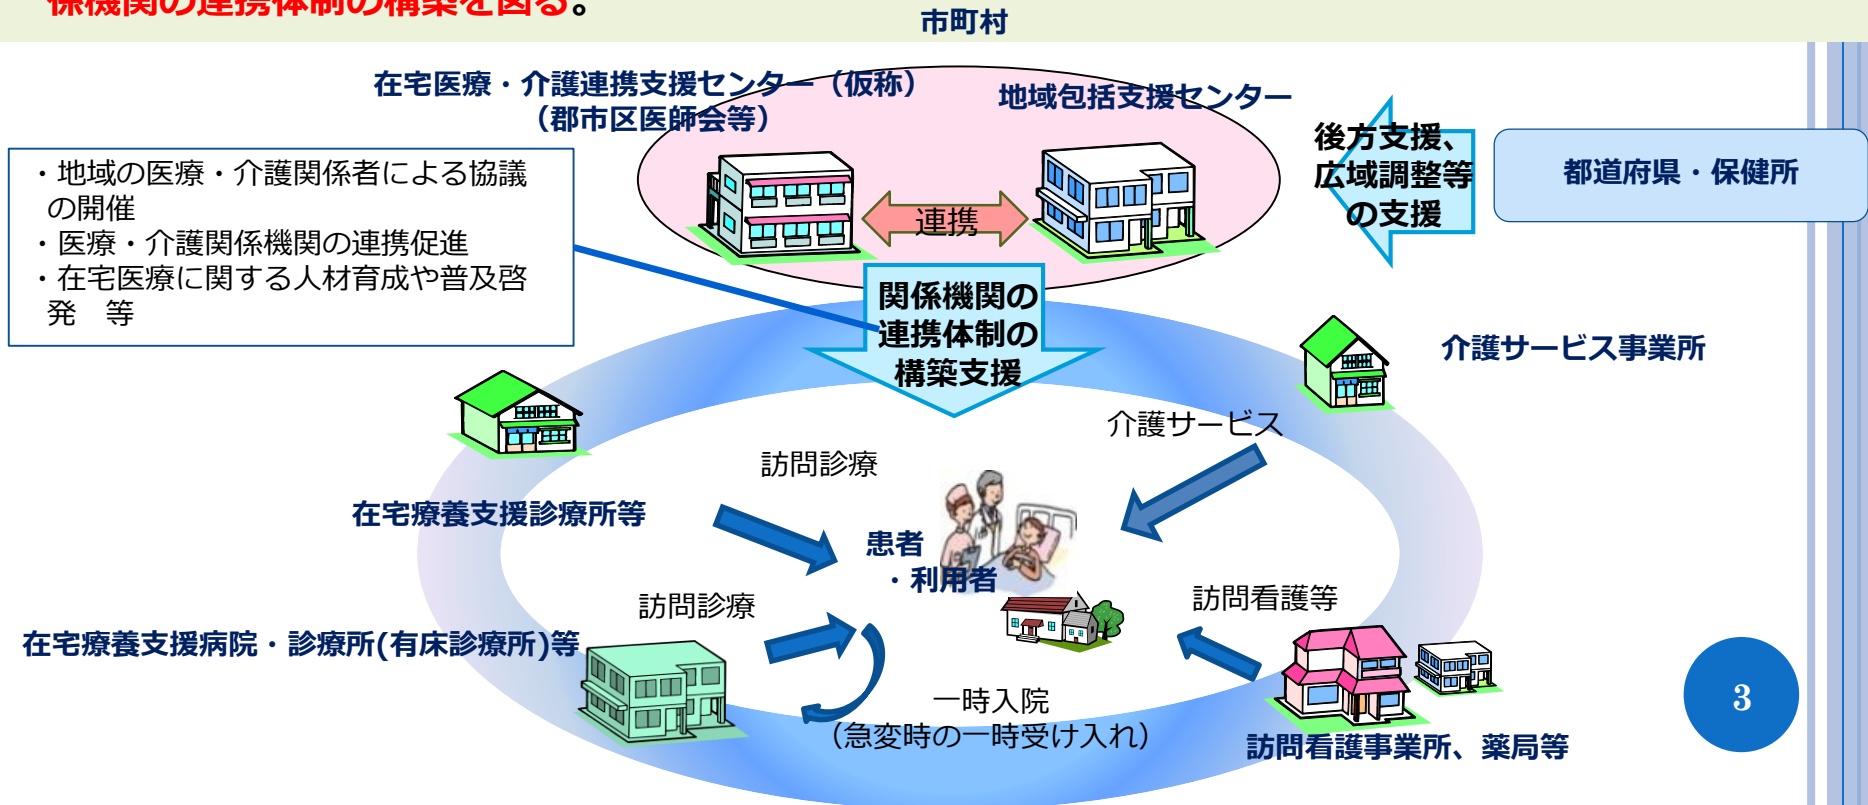 係機関の連携体制の構築を図る。
市町村
在宅医療・介護連携支援センター（仮称）
（郡市区医師会等）
地域包括支援センター
後方支援、
広域調整等
の支援
都道府県・保健所
・地域の医療・介護関係者による協議
の開催
・医療・介護関係機関の連携促進
・在宅医療に関する人材育成や普及啓
発　等
連携
関係機関の
連携体制の
構築支援
介護サービス事業所
介護サービス
訪問診療
在宅療養支援診療所等
患者
・利用者
訪問診療
訪問看護等
在宅療養支援病院・診療所(有床診療所)等
一時入院
（急変時の一時受け入れ）
訪問看護事業所、薬局等
3